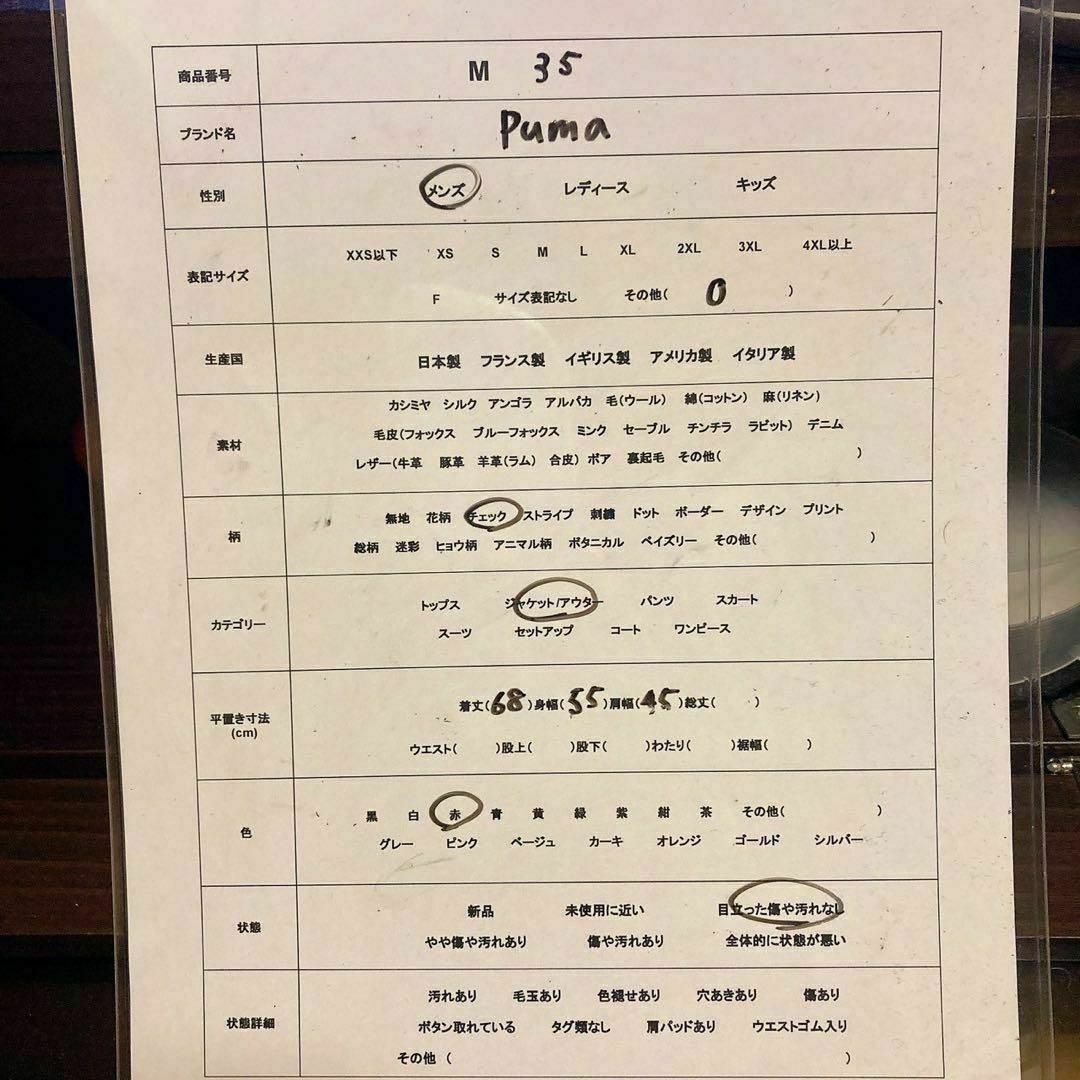 商品番号 M 35
ブランド名 Puma
性別 メンズ レディース キッズ
表記サイズ
XXS以下 XS S M L XL 2XL 3XL 4XL以上
F サイズ表記なし その他( 0 )
生産国 日本製 フランス製 イギリス製 アメリカ製 イタリア製
素材
カシミヤ シルク アンゴラ アルパカ 毛(ウール) 綿(コットン) 麻(リネン)
毛皮(フォックス ブルーフォックス ミンク セーブル チンチラ ラビット) デニム
レザー(牛革 豚革 羊革(ラム) 合皮) ボア 裏起毛 その他( )
柄
無地 花柄 チェック ストライプ 刺繍 ドット ボーダー デザイン プリント
総柄 迷彩 ヒョウ柄 アニマル柄 ボタニカル ペイズリー その他( )
カテゴリー
トップス ジャケット/アウター パンツ スカート
スーツ セットアップ コート ワンピース
平置き寸法
(cm)
着丈(68)身幅(55)肩幅(45)総丈( )
ウエスト( )股上( )股下( )わたり( )裾幅( )
色
黒 白 赤 青 黄 緑 紫 紺 茶 その他( )
グレー ピンク ベージュ カーキ オレンジ ゴールド シルバー
状態
新品 未使用に近い 目立った傷や汚れなし
やや傷や汚れあり 傷や汚れあり 全体的に状態が悪い
状態詳細
汚れあり 毛玉あり 色褪せあり 穴あきあり 傷あり
ボタン取れている タグ類なし 肩パッドあり ウエストゴム入り
その他 ( )